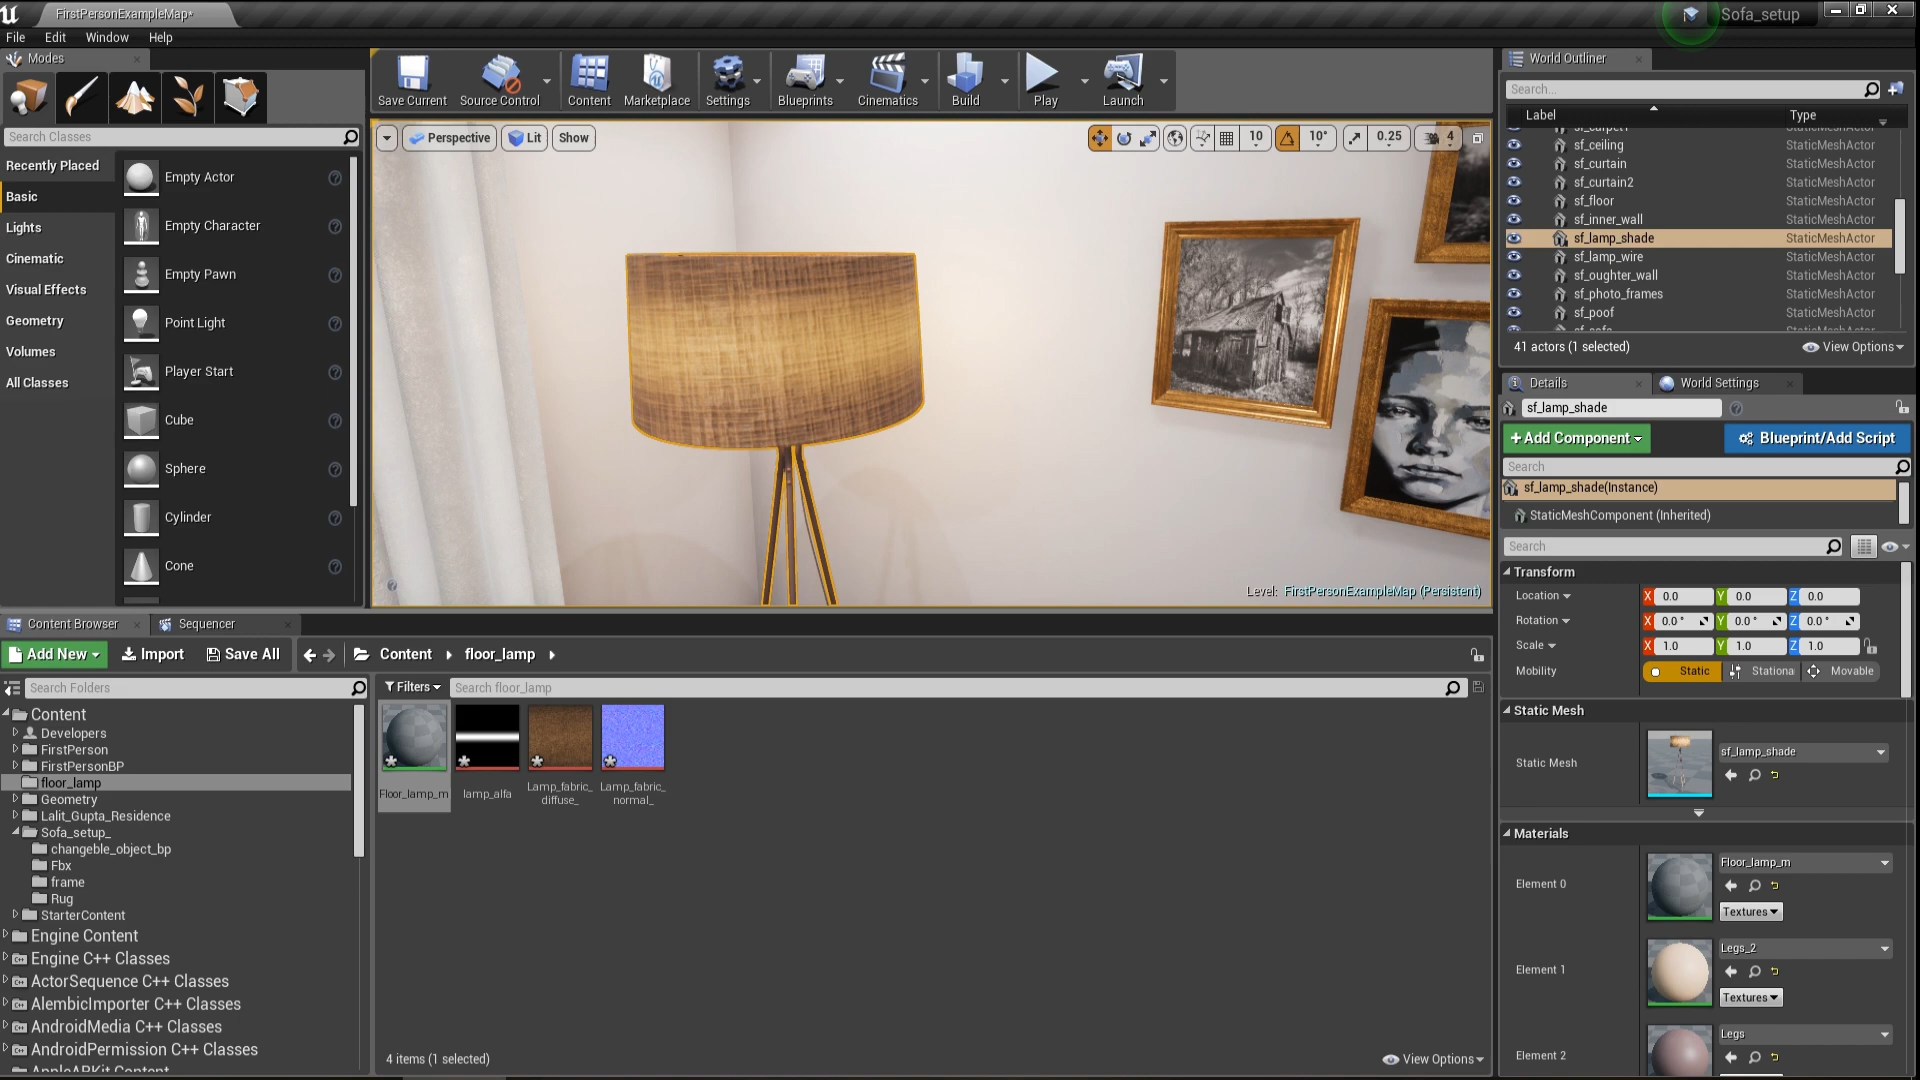 FirstPersonExampleMap*
Sofa_setup
File Edit Window Help
Modes
Search Classes
Recently Placed
Basic
Lights
Cinematic
Visual Effects
Geometry
Volumes
All Classes
Empty Actor
Empty Character
Empty Pawn
Point Light
Player Start
Cube
Sphere
Cylinder
Cone
Save Current Source Control Content Marketplace Settings Blueprints Cinematics Build Play Launch
Perspective Lit Show
10 10° 0.25 4
Level: FirstPersonExampleMap (Persistent)
World Outliner
Search...
Label Type
sf_carpet1 StaticMeshActor
sf_ceiling StaticMeshActor
sf_curtain StaticMeshActor
sf_curtain2 StaticMeshActor
sf_floor StaticMeshActor
sf_inner_wall StaticMeshActor
sf_lamp_shade StaticMeshActor
sf_lamp_wire StaticMeshActor
sf_oughter_wall StaticMeshActor
sf_photo_frames StaticMeshActor
sf_poof StaticMeshActor
41 actors (1 selected) View Options
Details World Settings
sf_lamp_shade
+Add Component Blueprint/Add Script
Search
sf_lamp_shade(Instance)
StaticMeshComponent (Inherited)
Search
Transform
Location X 0.0 Y 0.0 Z 0.0
Rotation X 0.0° Y 0.0° Z 0.0°
Scale X 1.0 Y 1.0 Z 1.0
Mobility Static Stationa Movable
Static Mesh
Static Mesh sf_lamp_shade
Materials
Element 0 Floor_lamp_m
Textures
Element 1 Legs_2
Textures
Element 2 Legs
Content Browser Sequencer
Add New Import Save All Content floor_lamp
Search Folders
Content
Developers
FirstPerson
FirstPersonBP
floor_lamp
Geometry
Lalit_Gupta_Residence
Sofa_setup_
changeble_object_bp
Fbx
frame
Rug
StarterContent
Engine Content
Engine C++ Classes
ActorSequence C++ Classes
AlembicImporter C++ Classes
AndroidMedia C++ Classes
AndroidPermission C++ Classes
AppleARKit Content
Filters Search floor_lamp
Floor_lamp_m
lamp_alfa
Lamp_fabric_
diffuse_
Lamp_fabric_
normal_
4 items (1 selected) View Options